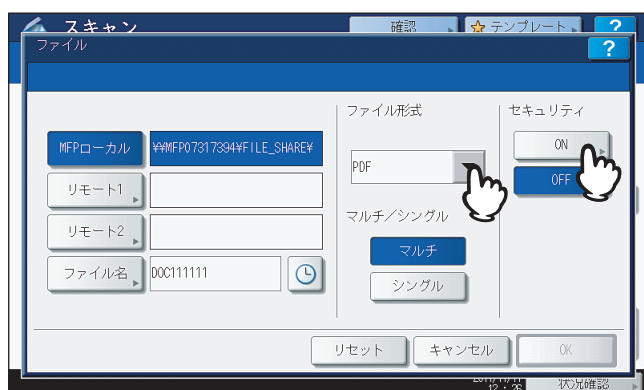 スキャン
確認
テンプレート
?
ファイル
?
ファイル形式
セキュリティ
MFPローカル
¥¥MFP07317394¥FILE_SHARE¥
PDF
ON
OFF
リモート1
リモート2
マルチ／シングル
マルチ
ファイル名
DOC111111
シングル
リセット
キャンセル
OK
状況確認